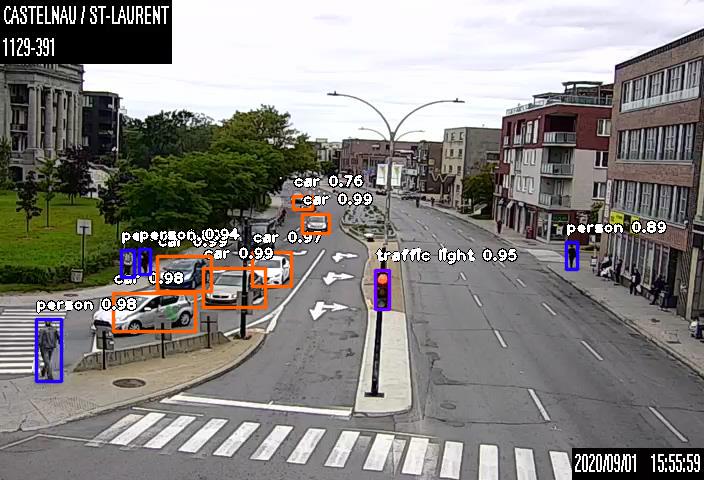 CASTELNAU / ST-LAURENT
1129-391
car 0.76
car 0.99
person 0.94
car 0.97
car 0.99
car 0.98
person 0.98
traffic light 0.95
person 0.89
2020/09/01 15:55:59